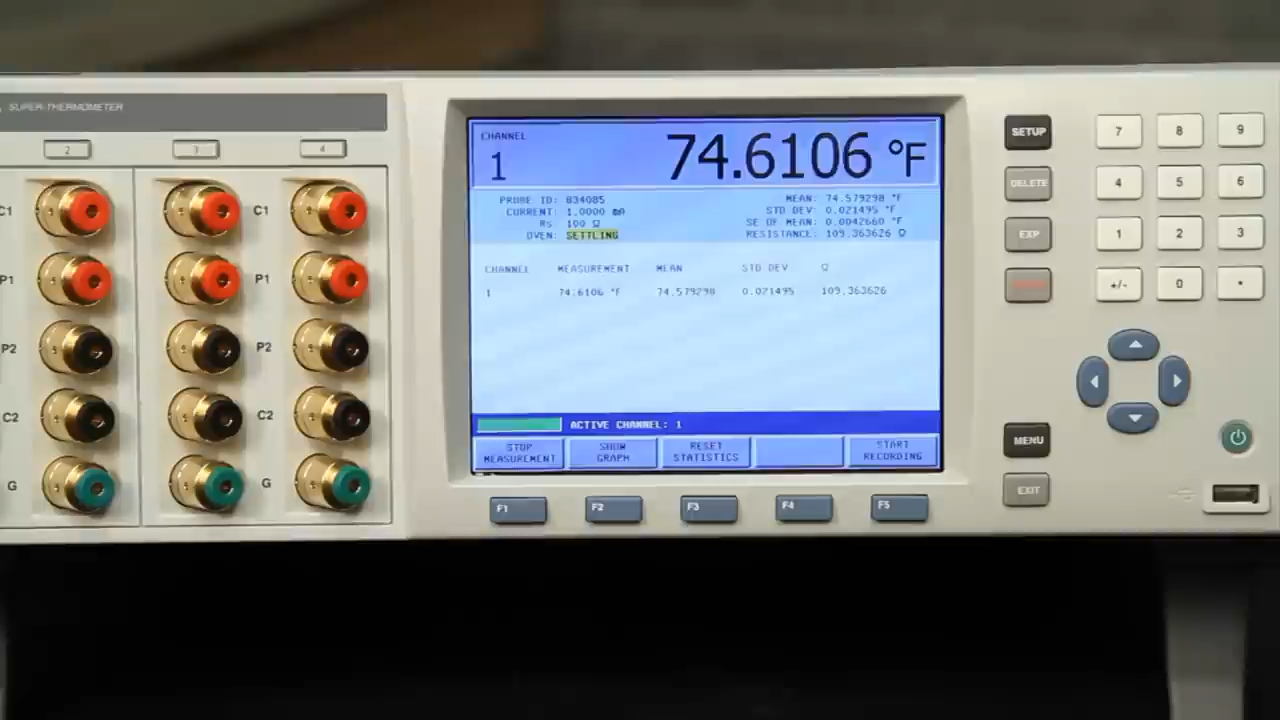 SUPER-THERMOMETER
2 3 4
C1 C1
P1 P1
P2 P2
C2 C2
G G
CHANNEL
1 74.6106 °F
PROBE ID: 834085
CURRENT: 1.0000 mA
Rs: 100 Ω
OVEN: SETTLING
MEAN: 74.579298 °F
STD DEV: 0.021495 °F
SE OF MEAN: 0.0042660 °F
RESISTANCE: 109.363626 Ω
CHANNEL MEASUREMENT MEAN STD DEV Ω
1 74.6106 °F 74.579298 0.021495 109.363626
ACTIVE CHANNEL: 1
STOP MEASUREMENT
SHOW GRAPH
RESET STATISTICS
START RECORDING
F1 F2 F3 F4 F5
SETUP
DELETE
EXP
MENU
EXIT
7 8 9
4 5 6
1 2 3
+/- 0 •